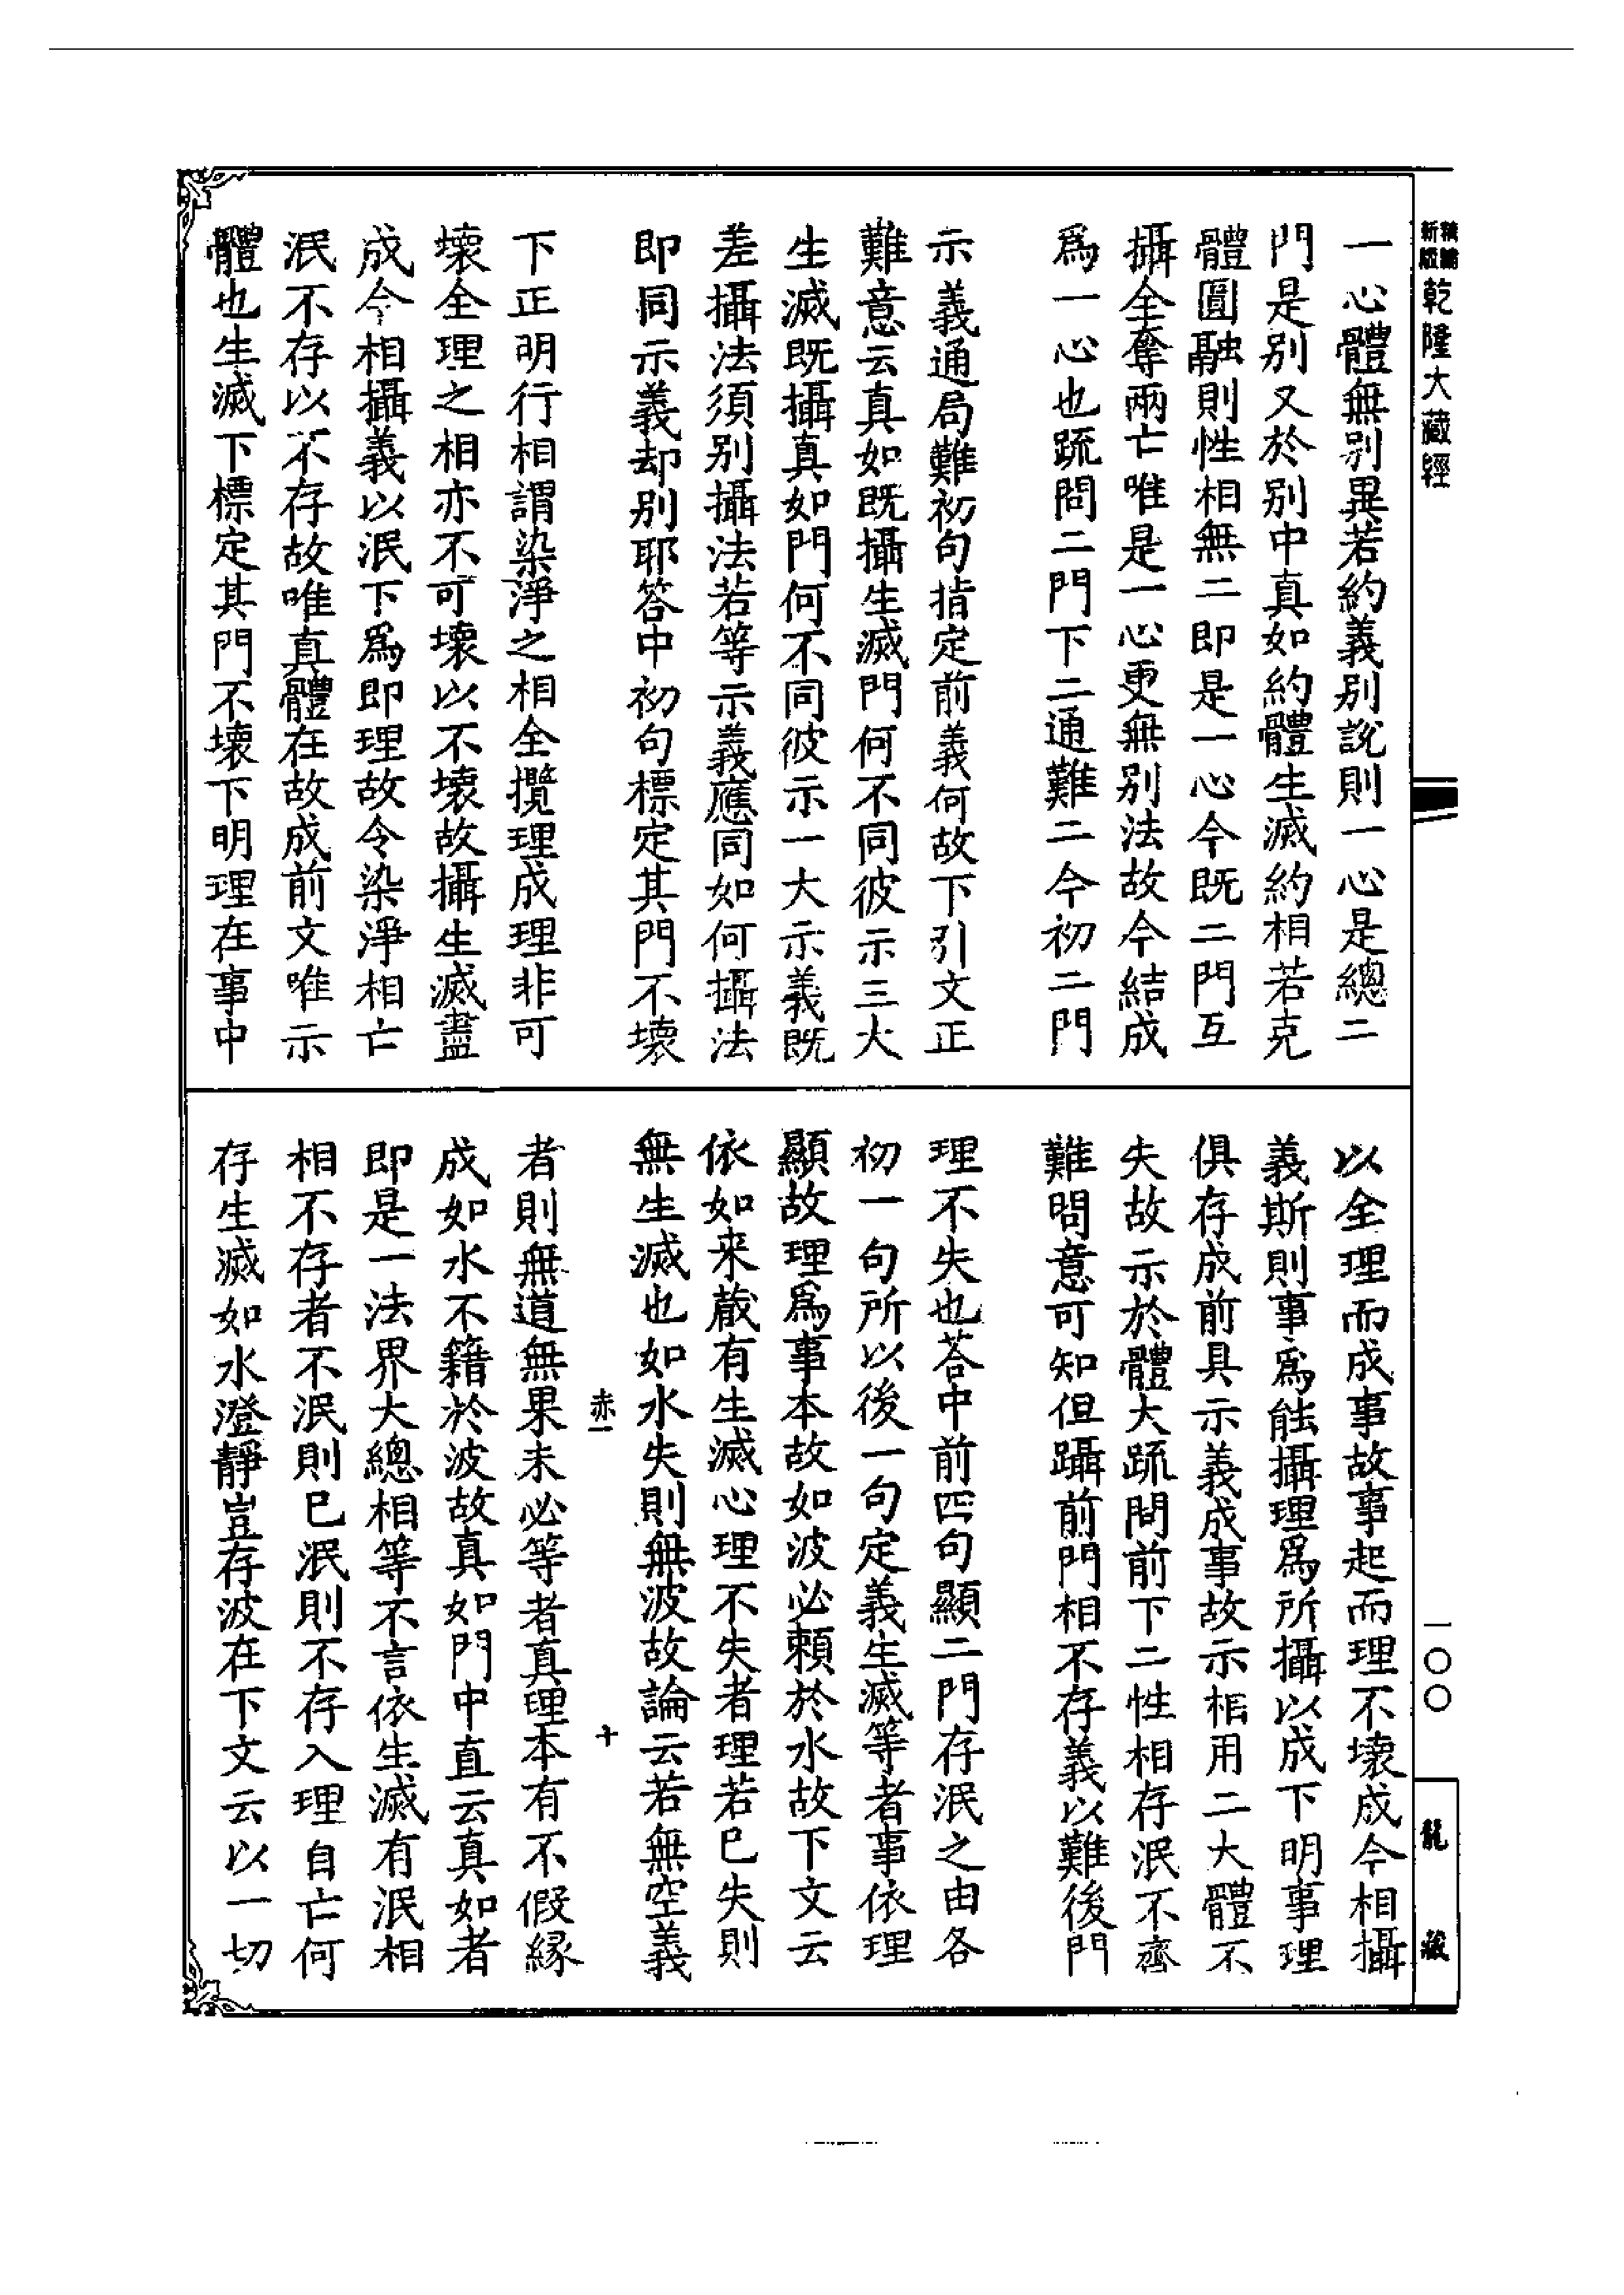 新編
縮版
乾隆大藏經
一心體無别異若約義别說則一心是總二
門是别又於别中真如約體生滅約相若克
體圓融則性相無二即是一心今既二門互
攝全奪兩亡唯是一心更無别法故今結成
爲一心也䟽問二門下二通難二今初二門
示義通局難初句指定前義何故下引文正
難意云真如既攝生滅門何不同彼示三大
生滅既攝真如門何不同彼示一大示義既
差攝法須别攝法若等示義應同如何攝法
即同示義却别耶答中初句標定其門不壞
下正明行相謂染淨之相全攬理成理非可
壞全理之相亦不可壞以不壞故攝生滅盡
成今相攝義以泯下爲即理故令染淨相亡
泯不存以不存故唯真體在故成前文唯示
體也生滅下標定其門不壞下明理在事中
以全理而成事故事起而理不壞成今相攝
義斯則事爲能攝理爲所攝以成下明事理
俱存成前具示義成事故示相用二大體不
失故示於體大䟽問前下二性相存泯不齊
難問意可知但躡前門相不存義以難後門
理不失也荅中前四句顯二門存泯之由各
初一句所以後一句定義生滅等者事依理
顯故理爲事本故如波必頼於水故下文云
依如来蔵有生滅心理不失者理若巳失則
無生滅也如水失則無波故論云若無空義
赤一
十
者則無道無果未必等者真理本有不假緣
成如水不籍於波故真如門中直云真如者
即是一法界大總相等不言依生滅有泯相
相不存者不泯則巳泯則不存入理自亡何
存生滅如水澄靜豈存波在下文云以一切
一〇〇
龍藏